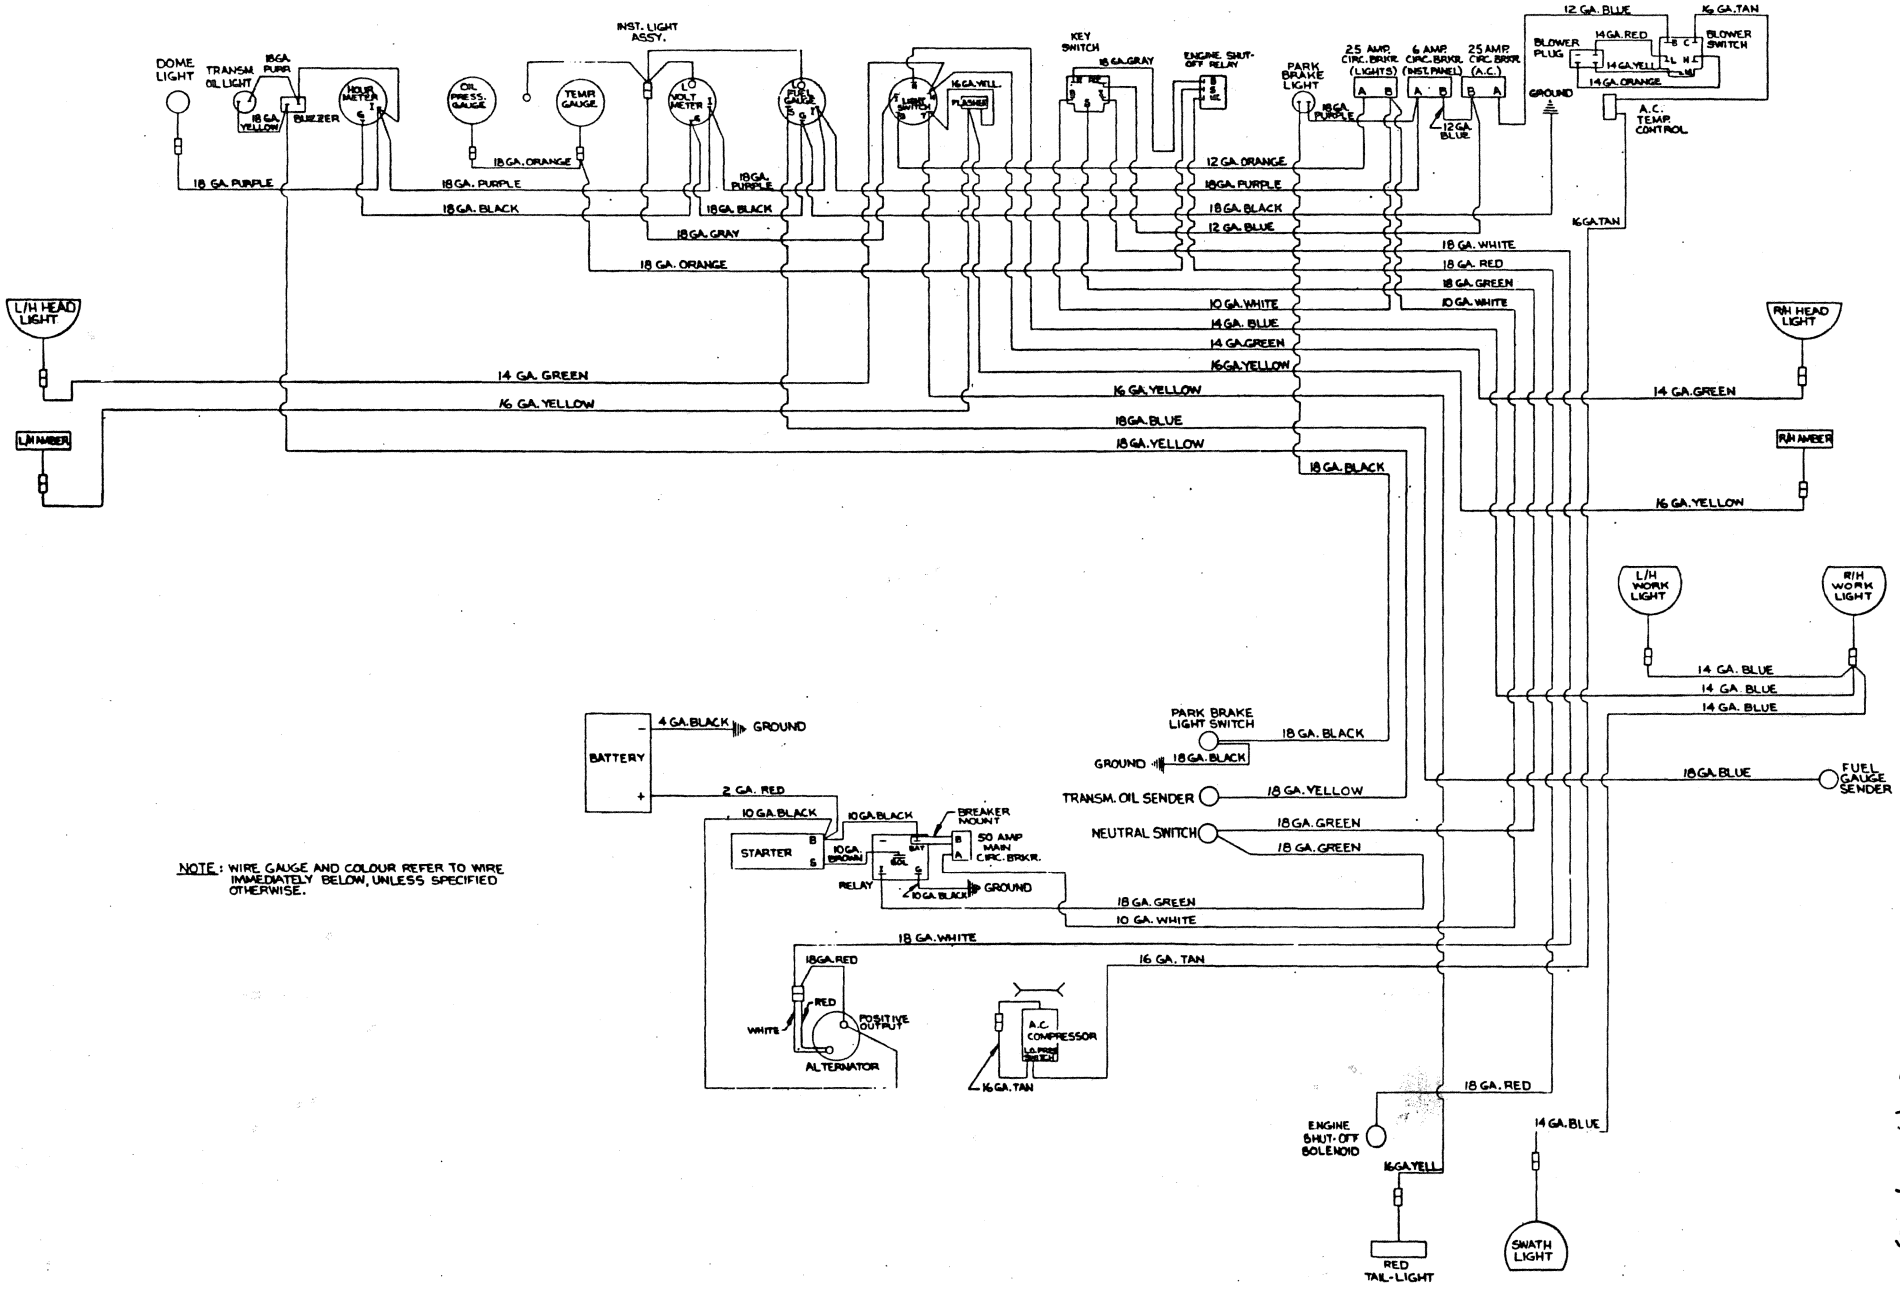 DOME
LIGHT
TRANSM.
OIL LIGHT
18GA.
PURP.
18 GA.
YELLOW
BUZZER
HOUR
METER
I
G
OIL
PRESS.
GAUGE
TEMP.
GAUGE
INST. LIGHT
ASSY.
L
VOLT
METER
I
G
L
FUEL
GAUGE
S
G
I
LIGHT
SWITCH
16 GA. YELL.
FLASHER
KEY
SWITCH
18 GA. GRAY
ENGINE SHUT-
OFF RELAY
PARK
BRAKE
LIGHT
18 GA.
PURPLE
25 AMP.
CIRC. BRKR.
(LIGHTS)
A B
6 AMP.
CIRC. BRKR.
(INST. PANEL)
A B
12 GA.
BLUE
25 AMP.
CIRC. BRKR.
(A.C.)
B A
GROUND
12 GA. BLUE
16 GA. TAN
BLOWER
PLUG
14 GA. RED
14 GA. YELL
14 GA. ORANGE
B C
L H
M
BLOWER
SWITCH
A.C.
TEMP.
CONTROL
18 GA. PURPLE
18 GA. ORANGE
18 GA. PURPLE
18 GA. BLACK
18 GA.
PURPLE
18 GA. BLACK
18 GA. GRAY
18 GA. ORANGE
12 GA. ORANGE
18 GA. PURPLE
18 GA. BLACK
12 GA. BLUE
16 GA. TAN
18 GA. WHITE
18 GA. RED
18 GA. GREEN
10 GA. WHITE
10 GA. WHITE
14 GA. BLUE
14 GA. GREEN
16 GA. YELLOW
L/H HEAD
LIGHT
R/H HEAD
LIGHT
14 GA. GREEN
16 GA. YELLOW
16 GA. YELLOW
14 GA. GREEN
18 GA. BLUE
18 GA. YELLOW
L/H AMBER
R/H AMBER
18 GA. BLACK
16 GA. YELLOW
L/H
WORK
LIGHT
R/H
WORK
LIGHT
14 GA. BLUE
14 GA. BLUE
14 GA. BLUE
BATTERY
-
+
4 GA. BLACK
GROUND
2 GA. RED
PARK BRAKE
LIGHT SWITCH
18 GA. BLACK
GROUND
18 GA. BLACK
TRANSM. OIL SENDER
18 GA. YELLOW
NEUTRAL SWITCH
18 GA. GREEN
18 GA. GREEN
18 GA. BLUE
FUEL
GAUGE
SENDER
10 GA. BLACK
10 GA. BLACK
BREAKER
MOUNT
STARTER
B
S
10 GA.
BROWN
SOL
BAT
B
A
50 AMP
MAIN
CIRC. BRKR.
RELAY
10 GA. BLACK
GROUND
NOTE : WIRE GAUGE AND COLOUR REFER TO WIRE
IMMEDIATELY BELOW, UNLESS SPECIFIED
OTHERWISE.
18 GA. GREEN
10 GA. WHITE
18 GA. WHITE
18 GA. RED
16 GA. TAN
RED
WHITE
POSITIVE
OUTPUT
ALTERNATOR
A.C.
COMPRESSOR
LO. PRES
SWITCH
16 GA. TAN
18 GA. RED
ENGINE
SHUT-OFF
SOLENOID
14 GA. BLUE
16 GA. YELL
RED
TAIL-LIGHT
SWATH
LIGHT